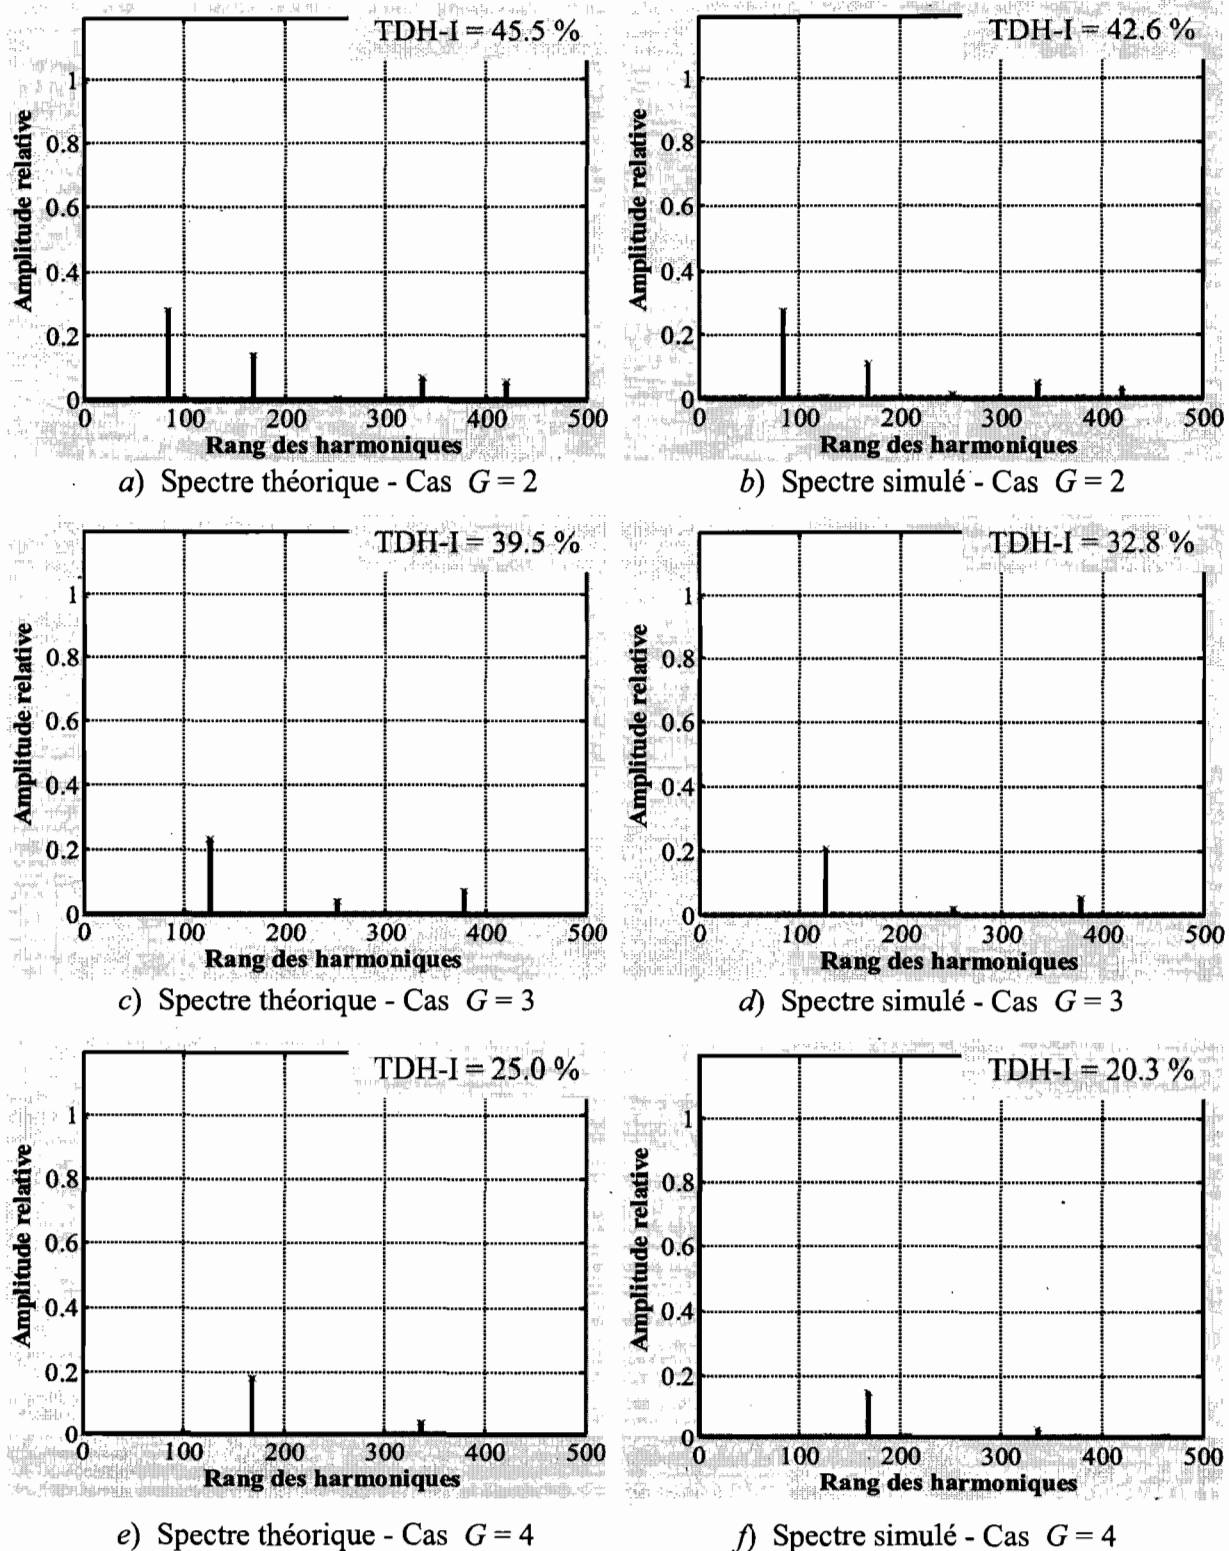 TDH-I = 45.5 %
Amplitude relative
1
0.8
0.6
0.4
0.2
0
0 100 200 300 400 500
Rang des harmoniques
a) Spectre théorique - Cas G = 2
TDH-I = 42.6 %
Amplitude relative
1
0.8
0.6
0.4
0.2
0
0 100 200 300 400 500
Rang des harmoniques
b) Spectre simulé - Cas G = 2
TDH-I = 39.5 %
Amplitude relative
1
0.8
0.6
0.4
0.2
0
0 100 200 300 400 500
Rang des harmoniques
c) Spectre théorique - Cas G = 3
TDH-I = 32.8 %
Amplitude relative
1
0.8
0.6
0.4
0.2
0
0 100 200 300 400 500
Rang des harmoniques
d) Spectre simulé - Cas G = 3
TDH-I = 25.0 %
Amplitude relative
1
0.8
0.6
0.4
0.2
0
0 100 200 300 400 500
Rang des harmoniques
e) Spectre théorique - Cas G = 4
TDH-I = 20.3 %
Amplitude relative
1
0.8
0.6
0.4
0.2
0
0 100 200 300 400 500
Rang des harmoniques
f) Spectre simulé - Cas G = 4